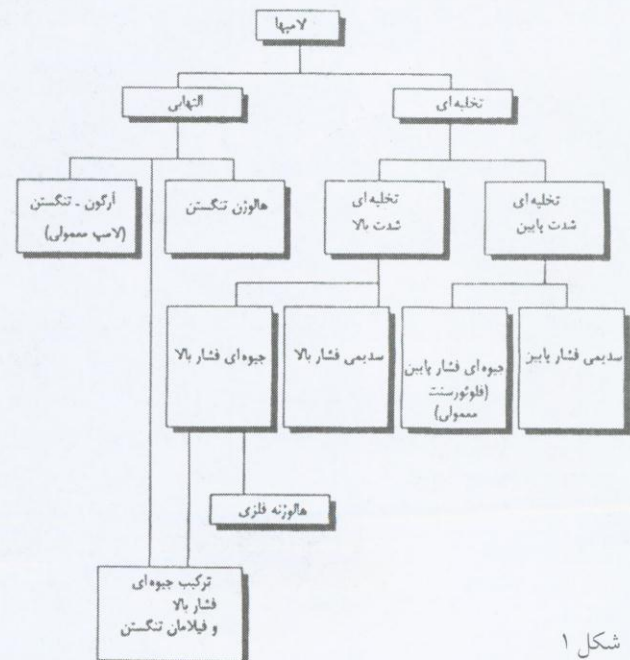 لامپها
التهابی
تخلیه‌ای
آرگون - تنگستن
(لامپ معمولی)
هالوژن تنگستن
تخلیه‌ای
شدت بالا
تخلیه‌ای
شدت پایین
جیوه‌ای فشار بالا
سدیمی فشار بالا
جیوه‌ای فشار پایین
(فلوئورسنت
معمولی)
سدیمی فشار پایین
هالوژنه فلزی
ترکیب جیوه‌ای
فشار بالا
و فیلامان تنگستن
شکل ۱